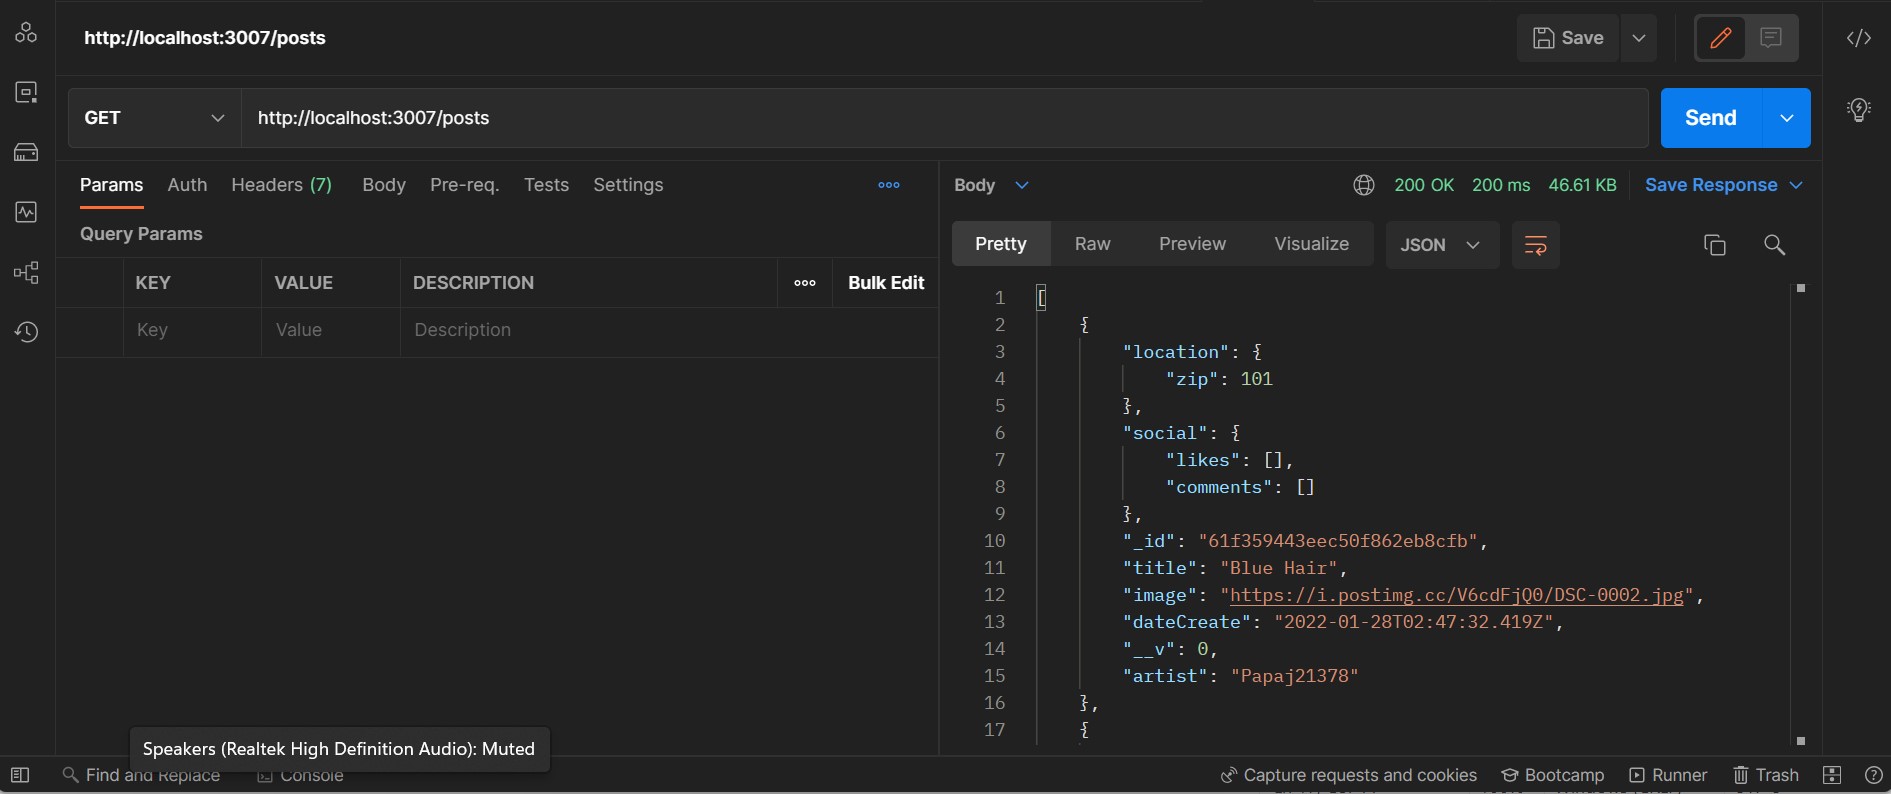 http://localhost:3007/posts
Save
GET
http://localhost:3007/posts
Send
Params Auth Headers (7) Body Pre-req. Tests Settings
Query Params
KEY VALUE DESCRIPTION Bulk Edit
Key Value Description
Body 200 OK 200 ms 46.61 KB Save Response
Pretty Raw Preview Visualize JSON
1 [
2 {
3 "location": {
4 "zip": 101
5 },
6 "social": {
7 "likes": [],
8 "comments": []
9 },
10 "_id": "61f359443eec50f862eb8cfb",
11 "title": "Blue Hair",
12 "image": "https://i.postimg.cc/V6cdFjQ0/DSC-0002.jpg",
13 "dateCreate": "2022-01-28T02:47:32.419Z",
14 "__v": 0,
15 "artist": "Papaj21378"
16 },
17 {
Speakers (Realtek High Definition Audio): Muted
Find and Replace Console Capture requests and cookies Bootcamp Runner Trash